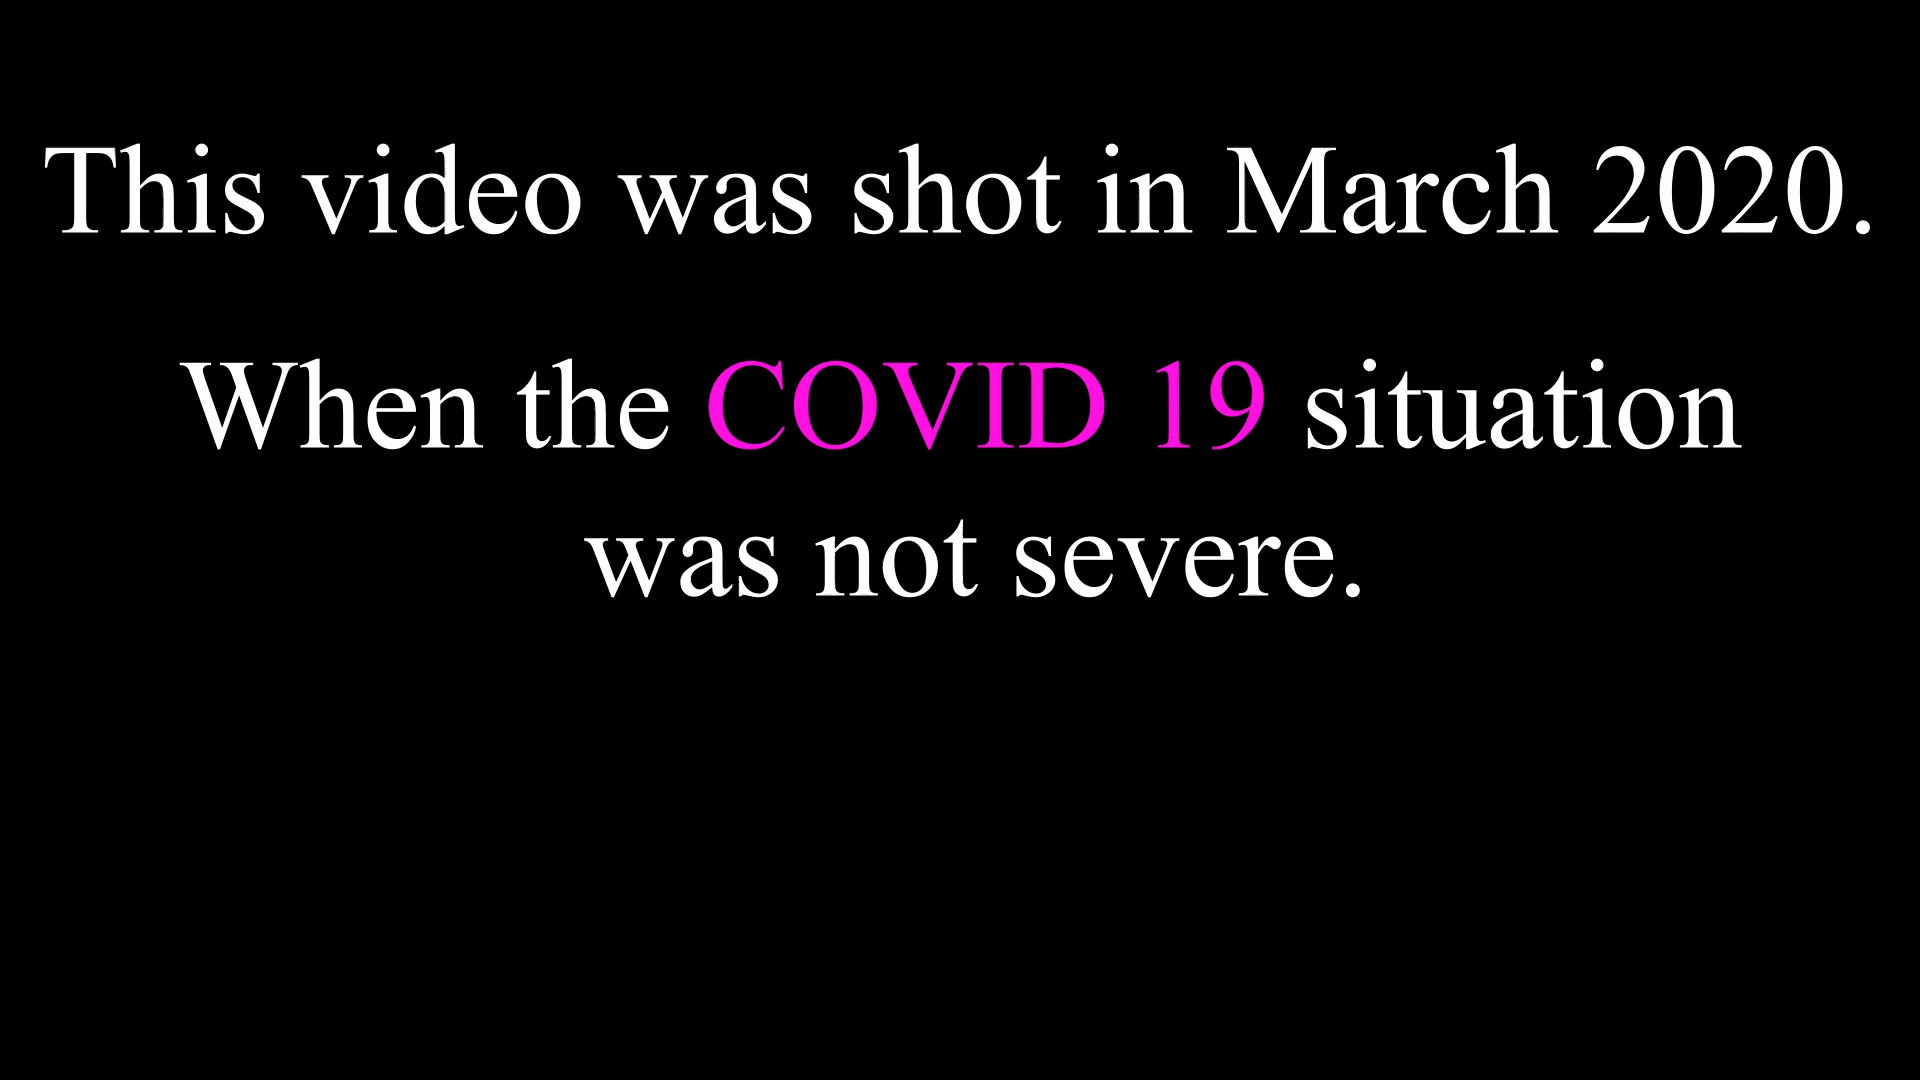 This video was shot in March 2020.
When the COVID 19 situation
was not severe.